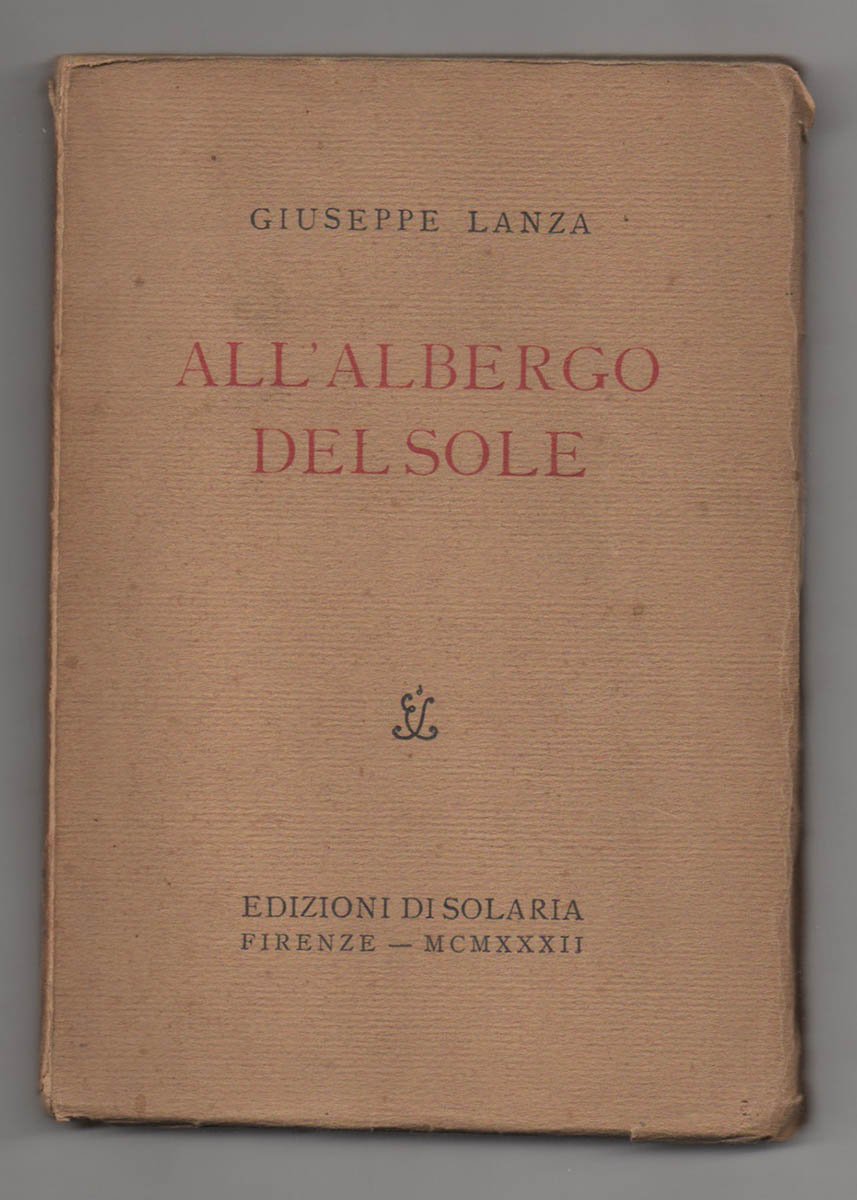 GIUSEPPE LANZA
ALL'ALBERGO
DEL SOLE
EDIZIONI DI SOLARIA
FIRENZE — MCMXXXII